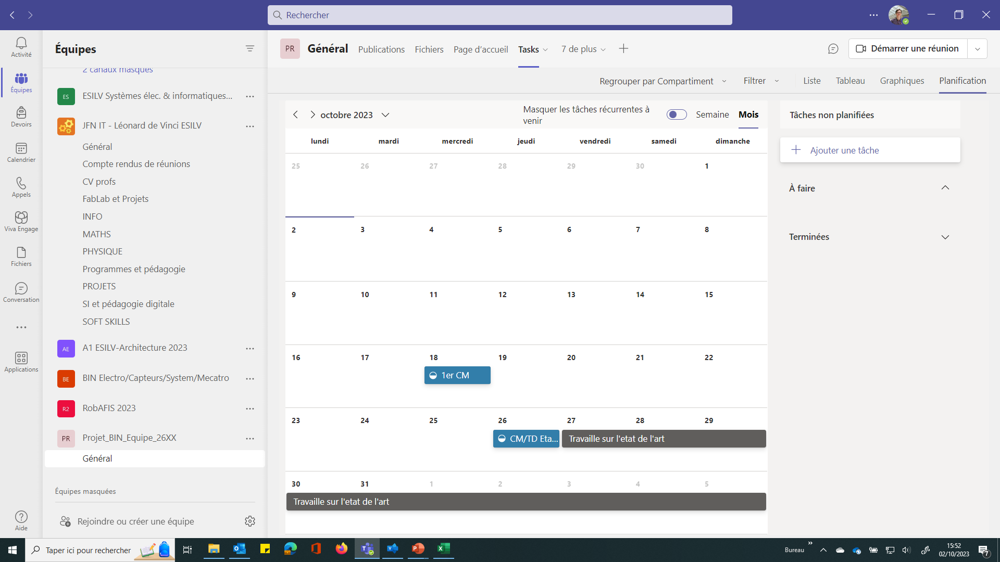 Rechercher
Activité
Équipes
Devoirs
Calendrier
Appels
Viva Engage
Fichiers
Conversation
Applications
Aide
Équipes
2 canaux masqués
ES ESILV Systèmes élec. & informatiques...
JFN IT - Léonard de Vinci ESILV
Général
Compte rendus de réunions
CV profs
FabLab et Projets
INFO
MATHS
PHYSIQUE
Programmes et pédagogie
PROJETS
SI et pédagogie digitale
SOFT SKILLS
AE A1 ESILV-Architecture 2023
BE BIN Electro/Capteurs/System/Mecatro
R2 RobAFIS 2023
PR Projet_BIN_Equipe_26XX
Général
Équipes masquées
Rejoindre ou créer une équipe
PR Général Publications Fichiers Page d'accueil Tasks 7 de plus Démarrer une réunion
Regrouper par Compartiment Filtrer Liste Tableau Graphiques Planification
octobre 2023 Masquer les tâches récurrentes à
venir Semaine Mois
lundi mardi mercredi jeudi vendredi samedi dimanche
25 26 27 28 29 30 1
2 3 4 5 6 7 8
9 10 11 12 13 14 15
16 17 18 19 20 21 22
1er CM
23 24 25 26 27 28 29
CM/TD Eta... Travaille sur l'etat de l'art
30 31 1 2 3 4 5
Travaille sur l'etat de l'art
Tâches non planifiées
Ajouter une tâche
À faire
Terminées
Taper ici pour rechercher
Bureau
15:52
02/10/2023
7